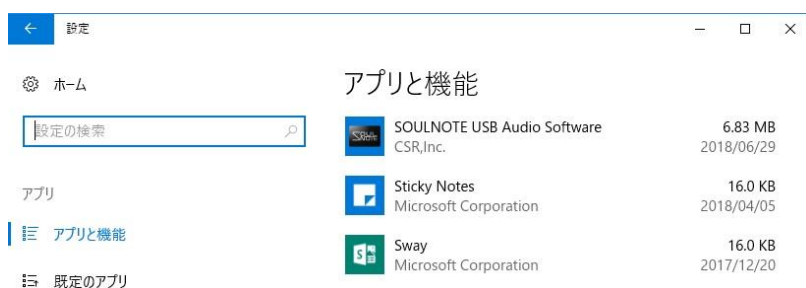 設定
ホーム
設定の検索
アプリ
アプリと機能
既定のアプリ
アプリと機能
SOULNOTE USB Audio Software
6.83 MB
CSR,Inc.
2018/06/29
Sticky Notes
16.0 KB
Microsoft Corporation
2018/04/05
Sway
16.0 KB
Microsoft Corporation
2017/12/20